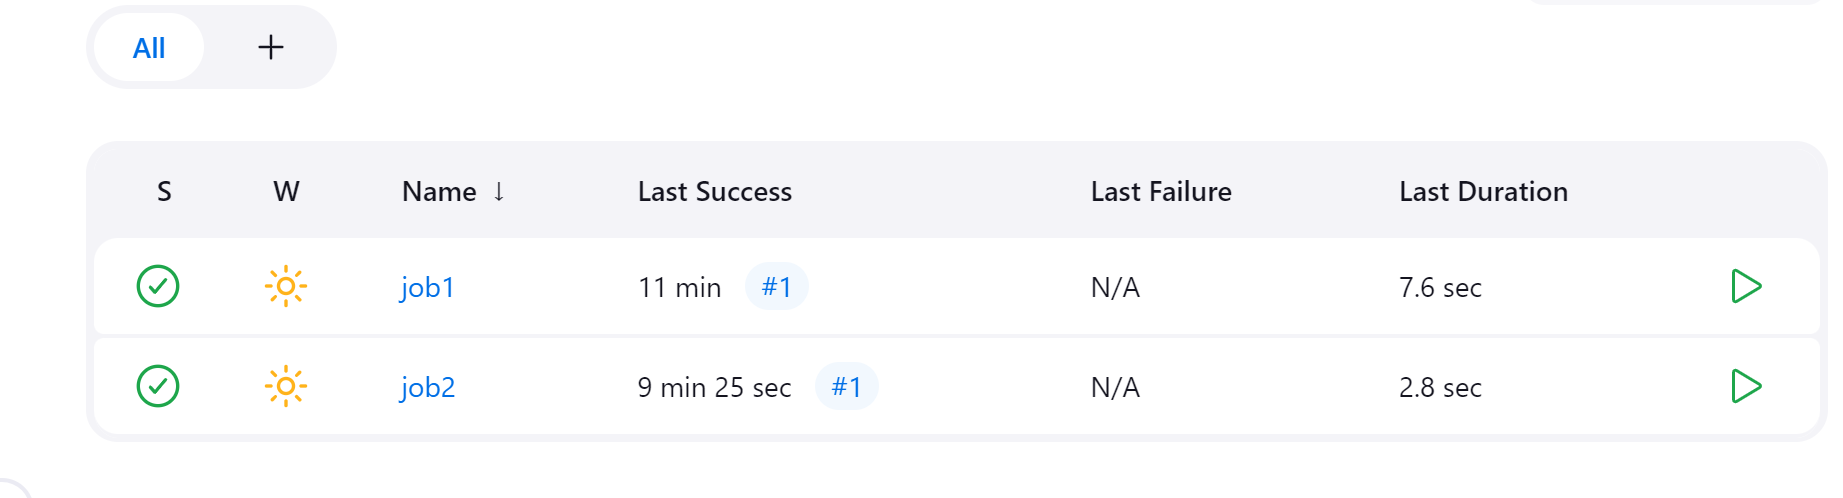 All +
S W Name ↓ Last Success Last Failure Last Duration
job1 11 min #1 N/A 7.6 sec
job2 9 min 25 sec #1 N/A 2.8 sec